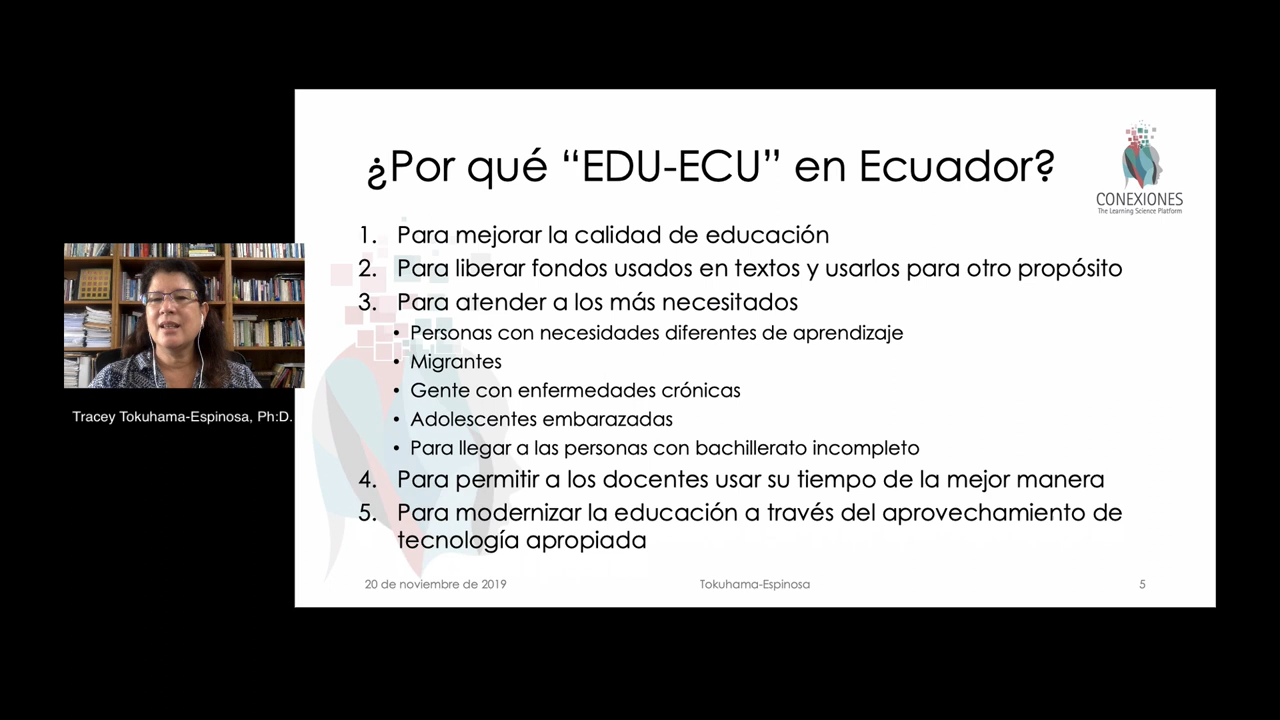 ¿Por qué “EDU-ECU” en Ecuador?
CONEXIONES
The Learning Science Platform
1. Para mejorar la calidad de educación
2. Para liberar fondos usados en textos y usarlos para otro propósito
3. Para atender a los más necesitados
• Personas con necesidades diferentes de aprendizaje
• Migrantes
• Gente con enfermedades crónicas
• Adolescentes embarazadas
• Para llegar a las personas con bachillerato incompleto
4. Para permitir a los docentes usar su tiempo de la mejor manera
5. Para modernizar la educación a través del aprovechamiento de
tecnología apropiada
20 de noviembre de 2019
Tokuhama-Espinosa
5
Tracey Tokuhama-Espinosa, Ph:D.